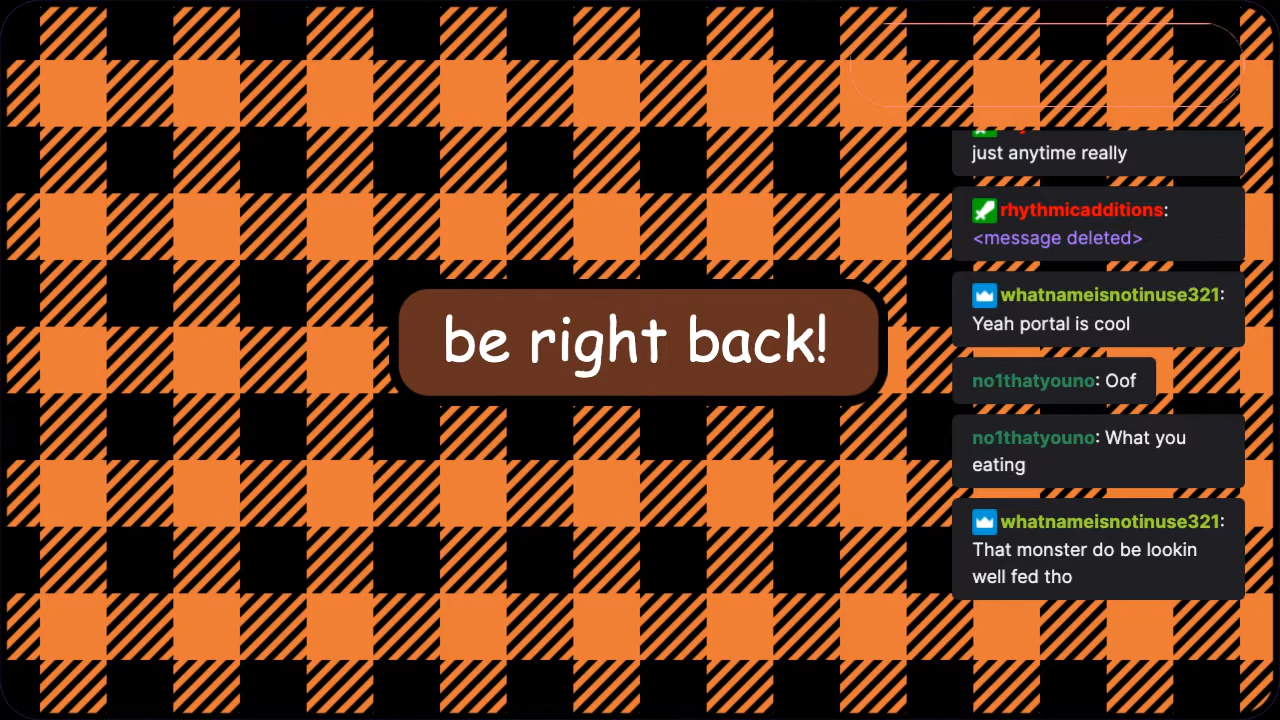 be right back!
just anytime really
rhythmicadditions:
<message deleted>
whatnameisnotinuse321:
Yeah portal is cool
no1thatyouno: Oof
no1thatyouno: What you
eating
whatnameisnotinuse321:
That monster do be lookin
well fed tho